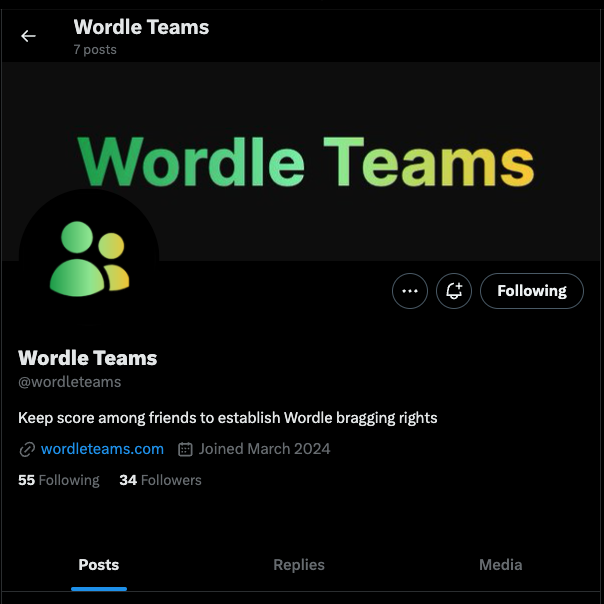 Wordle Teams
7 posts
Wordle Teams
Following
Wordle Teams
@wordleteams
Keep score among friends to establish Wordle bragging rights
wordleteams.com Joined March 2024
55 Following 34 Followers
Posts Replies Media